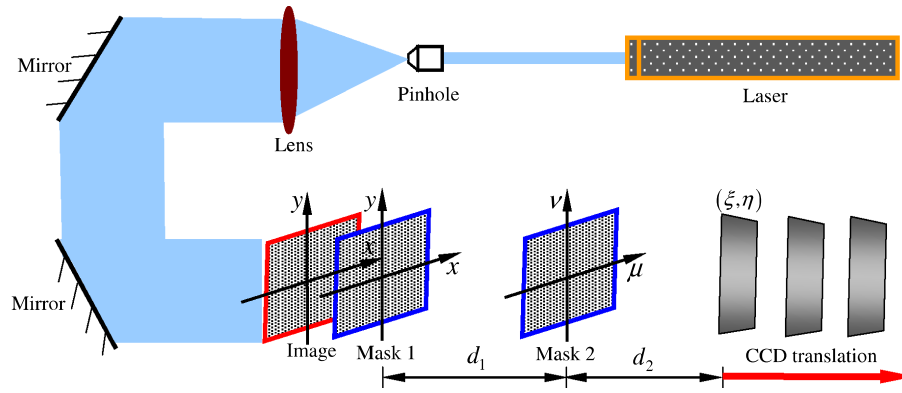 Mirror
Pinhole
Laser
Lens
y
y
ν
(ξ,η)
x
x
μ
Mirror
Image
Mask 1
d₁
Mask 2
d₂
CCD translation